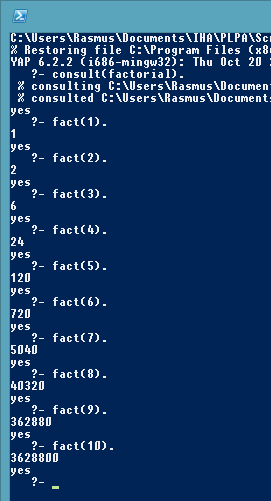 C:\Users\Rasmus\Documents\IHA\PLPA\Scr
% Restoring file C:\Program Files (x8
YAP 6.2.2 (i686-mingw32): Thu Oct 20 2
?- consult(factorial).
% consulting C:\Users\Rasmus\Document
% consulted C:\Users\Rasmus\Documents
yes
?- fact(1).
1
yes
?- fact(2).
2
yes
?- fact(3).
6
yes
?- fact(4).
24
yes
?- fact(5).
120
yes
?- fact(6).
720
yes
?- fact(7).
5040
yes
?- fact(8).
40320
yes
?- fact(9).
362880
yes
?- fact(10).
3628800
yes
?- _